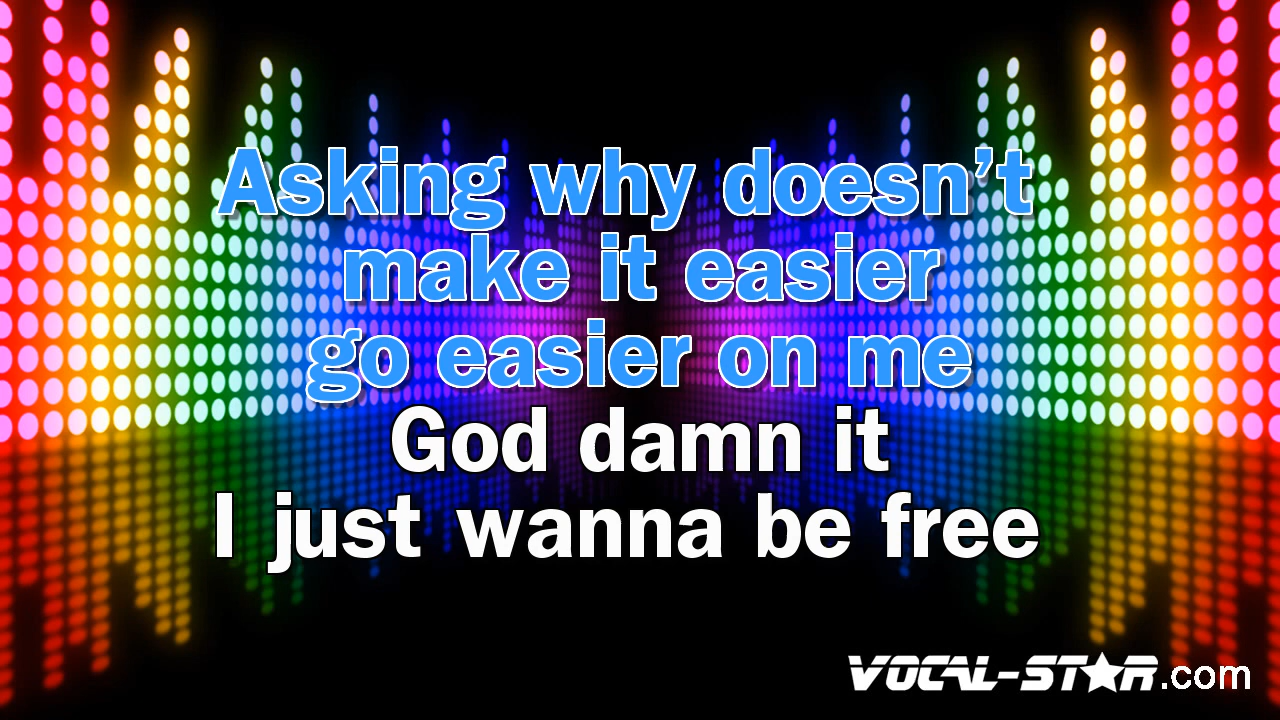 Asking why doesn't
make it easier
go easier on me
God damn it
I just wanna be free
VOCAL-STAR.com